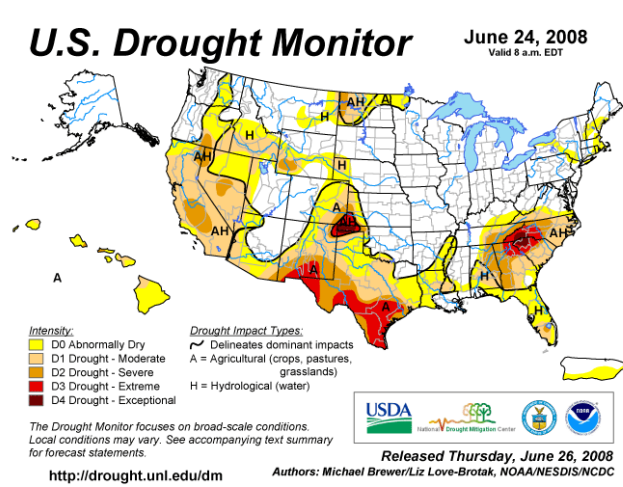 U.S. Drought Monitor
June 24, 2008
Valid 8 a.m. EDT
AH
A
H
H
AH
H
A
AH
AH
AH
A
H
A
A
H
Intensity:
D0 Abnormally Dry
D1 Drought - Moderate
D2 Drought - Severe
D3 Drought - Extreme
D4 Drought - Exceptional
Drought Impact Types:
Delineates dominant impacts
A = Agricultural (crops, pastures,
grasslands)
H = Hydrological (water)
The Drought Monitor focuses on broad-scale conditions.
Local conditions may vary. See accompanying text summary
for forecast statements.
http://drought.unl.edu/dm
USDA
National Drought Mitigation Center
Released Thursday, June 26, 2008
Authors: Michael Brewer/Liz Love-Brotak, NOAA/NESDIS/NCDC